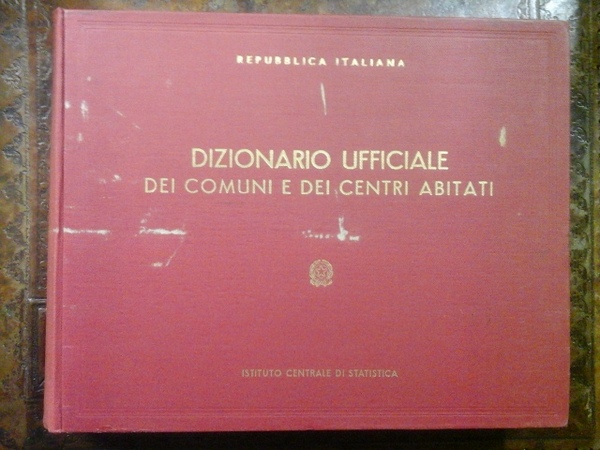 REPUBBLICA ITALIANA
DIZIONARIO UFFICIALE
DEI COMUNI E DEI CENTRI ABITATI
ISTITUTO CENTRALE DI STATISTICA